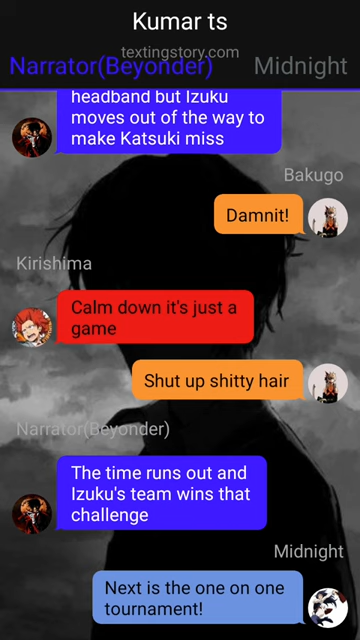 Kumar ts
textingstory.com
Narrator(Beyonder)
Midnight
headband but Izuku
moves out of the way to
make Katsuki miss
Bakugo
Damnit!
Kirishima
Calm down it's just a
game
Shut up shitty hair
Narrator(Beyonder)
The time runs out and
Izuku's team wins that
challenge
Midnight
Next is the one on one
tournament!